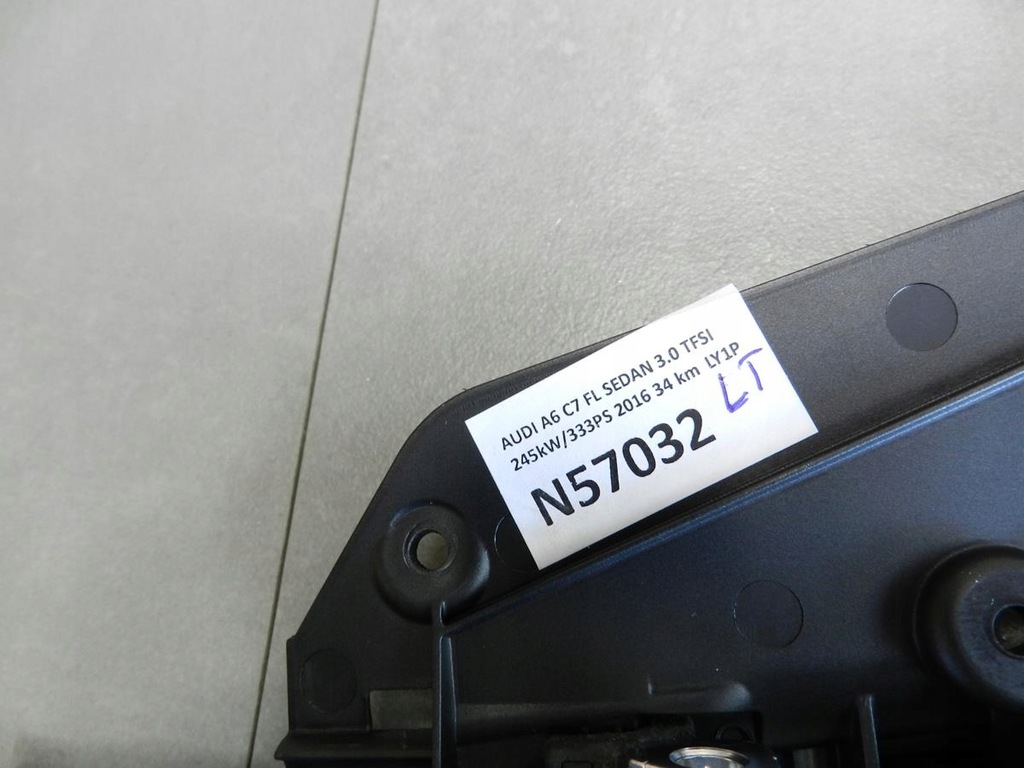 AUDI A6 C7 FL SEDAN 3.0 TFSI
245kW/333PS 2016 34 km LY1P
N57032
LT